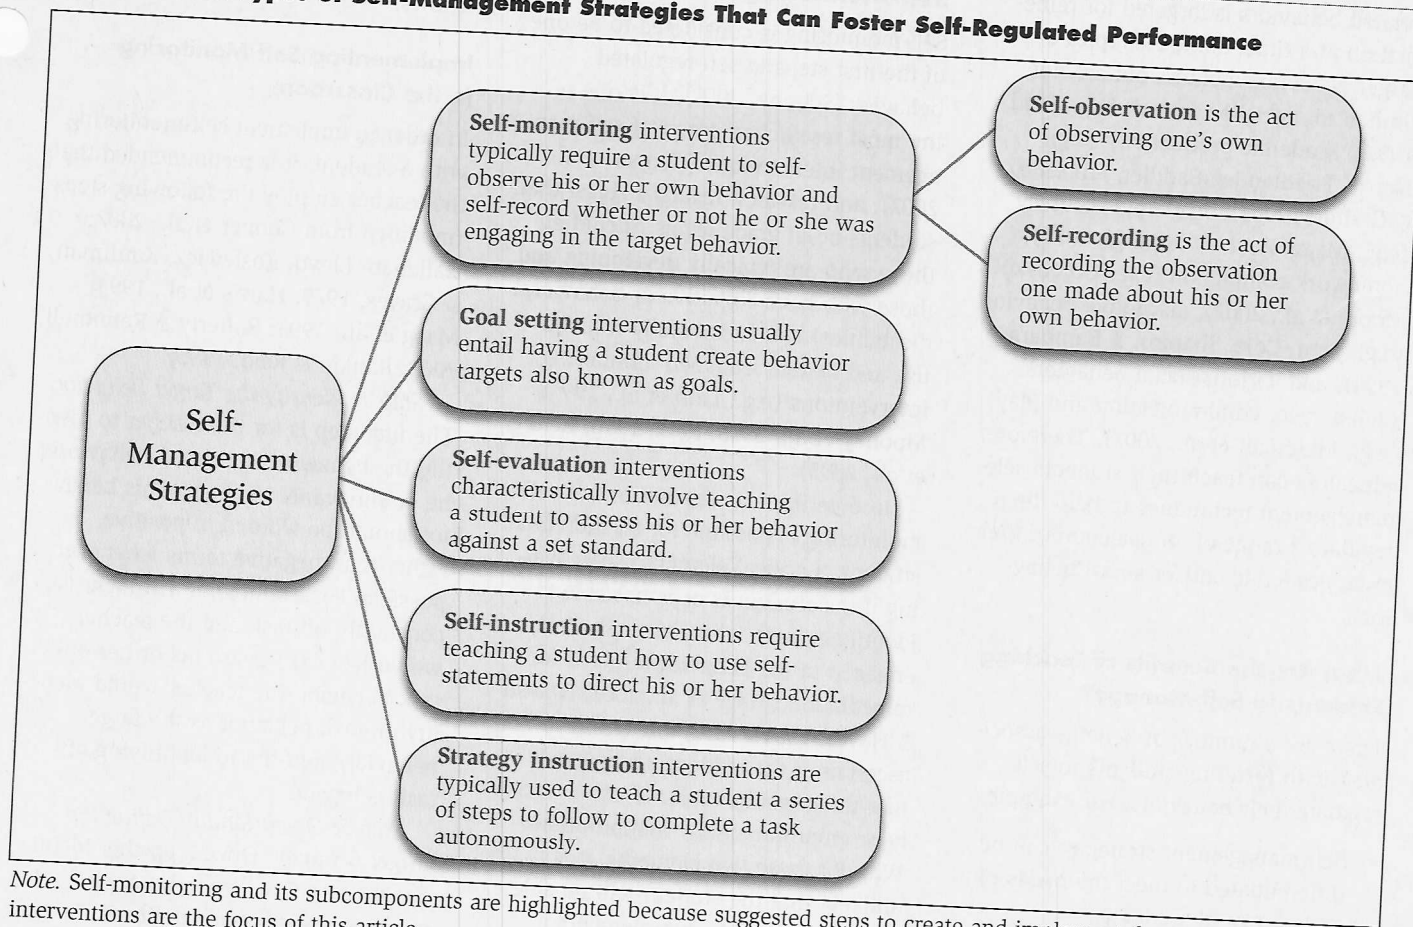 of Self-Management Strategies That Can Foster Self-Regulated Performance
Self-monitoring interventions
typically require a student to self-
observe his or her own behavior and
self-record whether or not he or she was
engaging in the target behavior.
Self-observation is the act
of observing one's own
behavior.
Self-recording is the act of
recording the observation
one made about his or her
own behavior.
Goal setting interventions usually
entail having a student create behavior
targets also known as goals.
Self-
Management
Strategies
Self-evaluation interventions
characteristically involve teaching
a student to assess his or her behavior
against a set standard.
Self-instruction interventions require
teaching a student how to use self-
statements to direct his or her behavior.
Strategy instruction interventions are
typically used to teach a student a series
of steps to follow to complete a task
autonomously.
Note. Self-monitoring and its subcomponents are highlighted because suggested steps to create and
interventions are the focus of this article